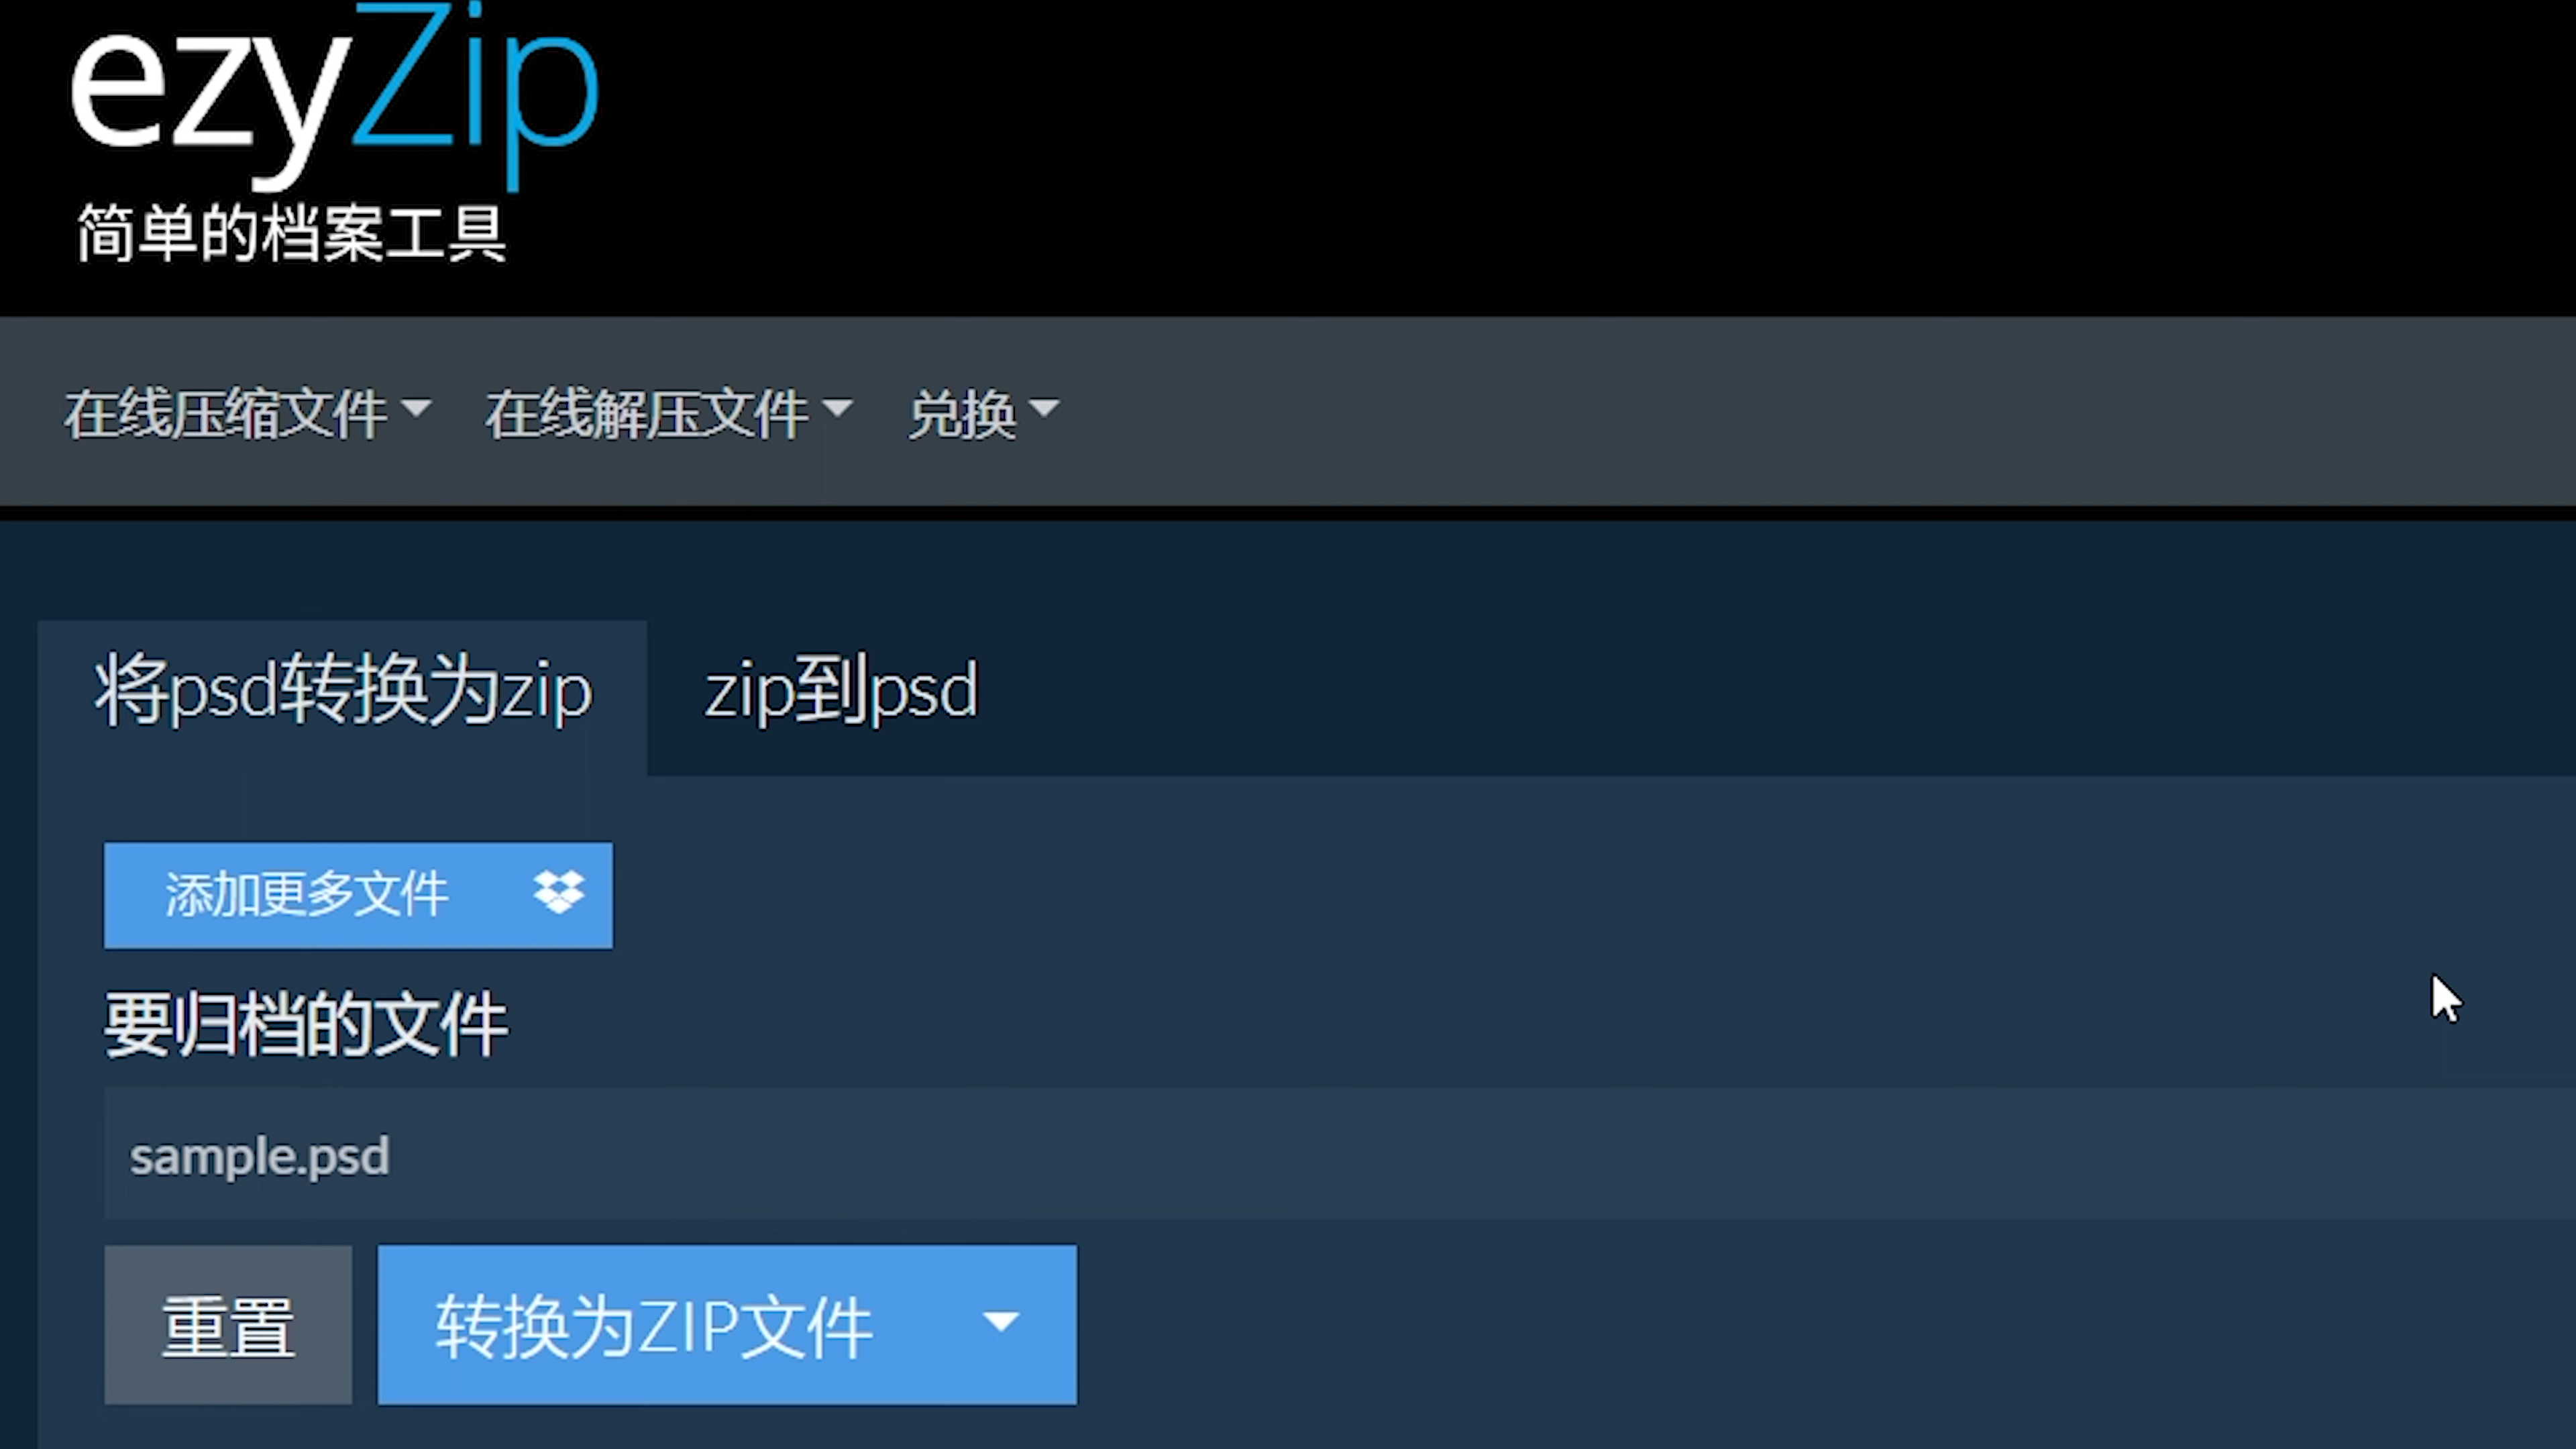 ezyZip
简单的档案工具
在线压缩文件 在线解压文件 兑换
将psd转换为zip zip到psd
添加更多文件
要归档的文件
sample.psd
重置 转换为ZIP文件